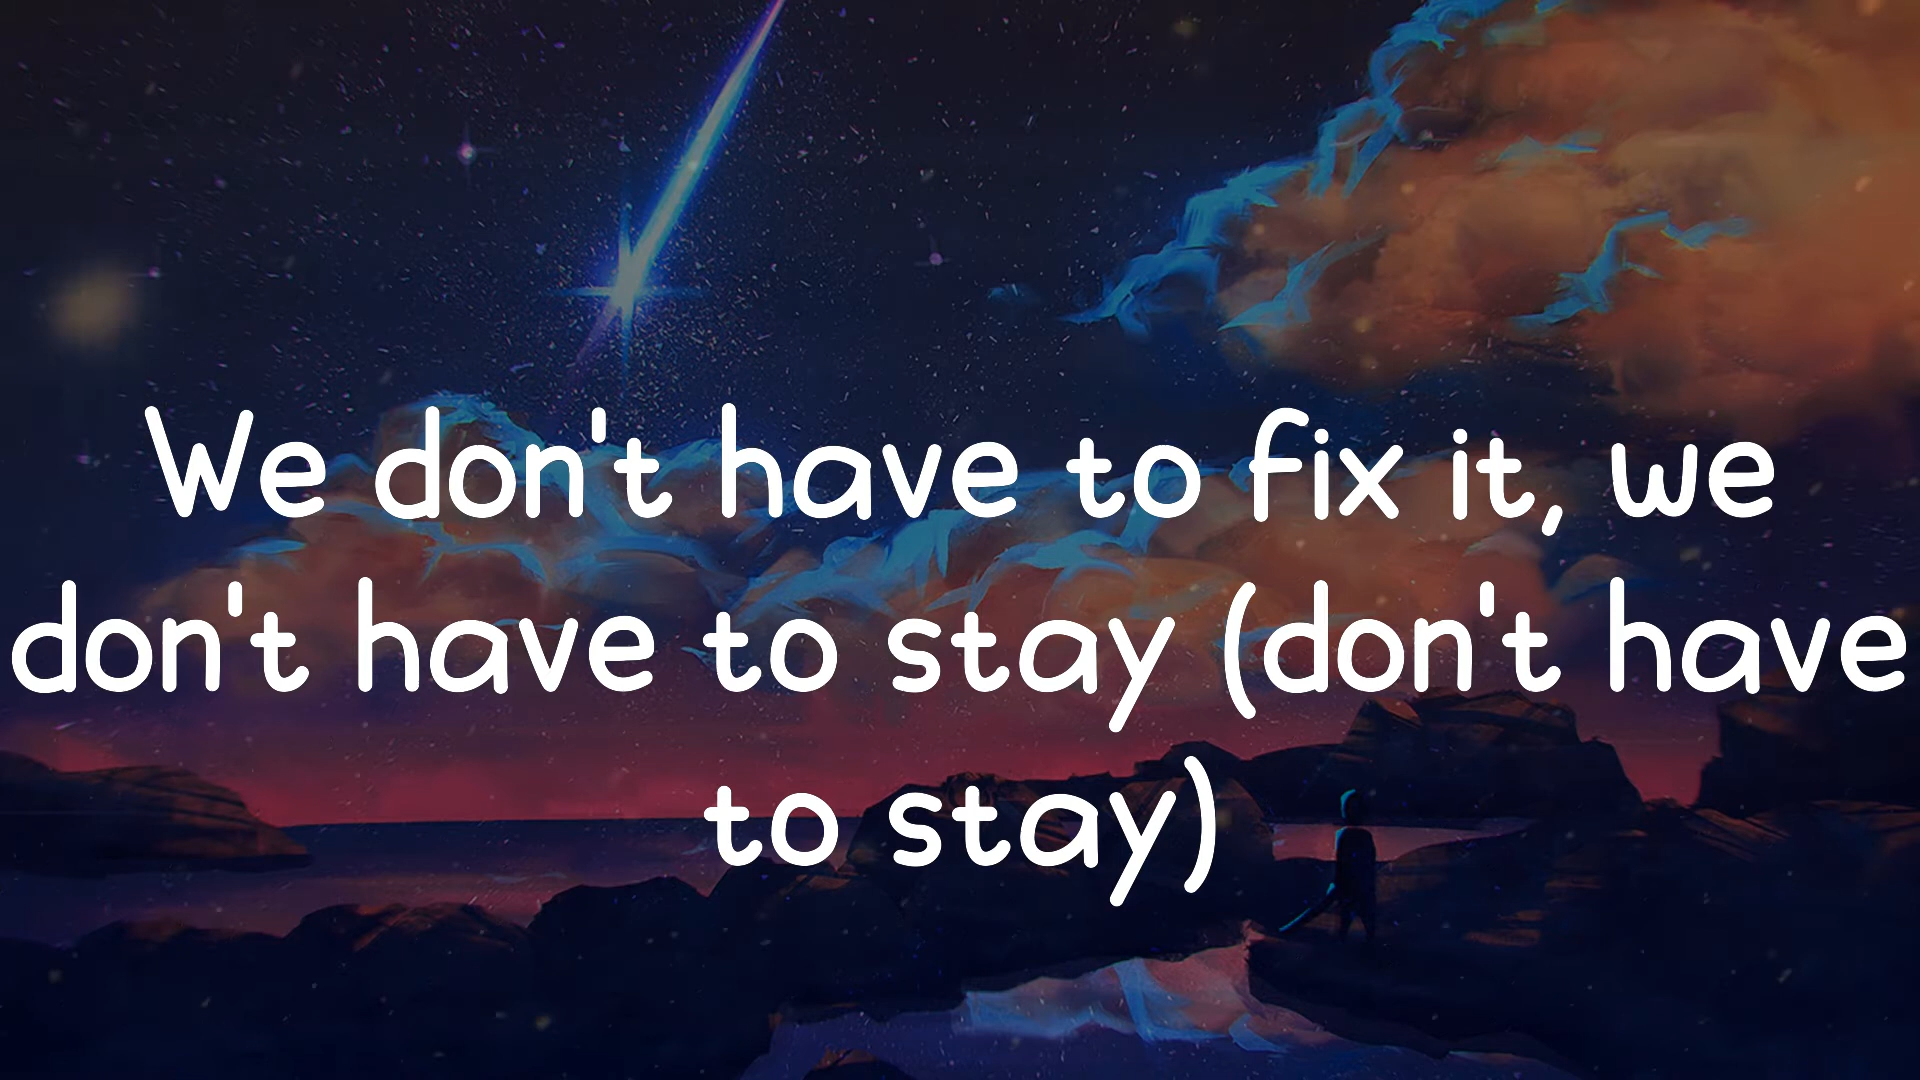 We don't have to fix it, we
don't have to stay (don't have
to stay)